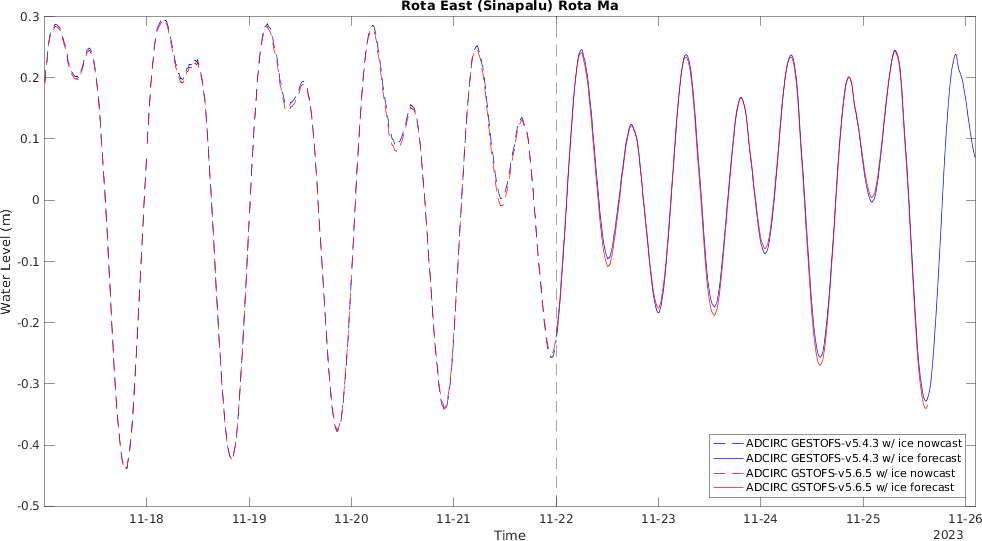 Rota East (Sinapalu) Rota Ma
0.3
0.2
0.1
0
-0.1
-0.2
-0.3
-0.4
-0.5
Water Level (m)
ADCIRC GESTOFS-v5.4.3 w/ ice nowcast
ADCIRC GESTOFS-v5.4.3 w/ ice forecast
ADCIRC GSTOFS-v5.6.5 w/ ice nowcast
ADCIRC GSTOFS-v5.6.5 w/ ice forecast
11-18 11-19 11-20 11-21 11-22 11-23 11-24 11-25 11-26
Time 2023